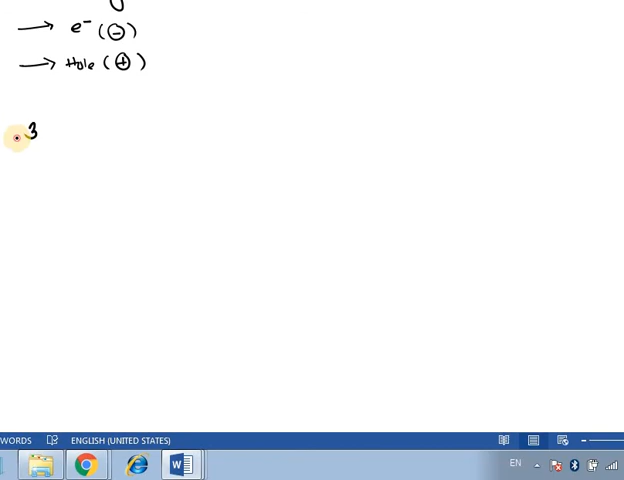 → e⁻ (⊖)
→ Hole (⊕)
3
WORDS ENGLISH (UNITED STATES)
EN